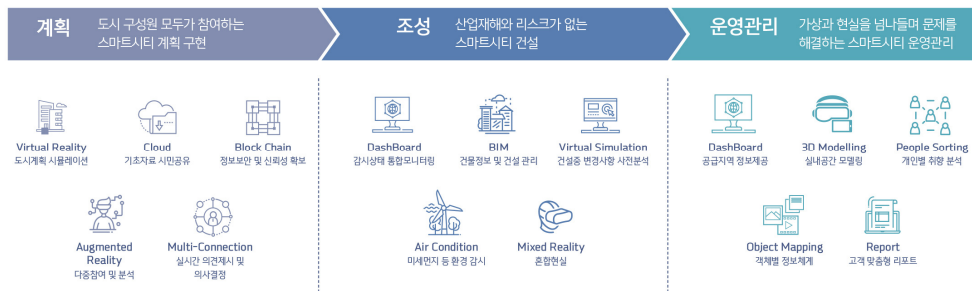 계획
도시 구성원 모두가 참여하는
스마트시티 계획 구현
조성
산업재해와 리스크가 없는
스마트시티 건설
운영관리
가상과 현실을 넘나들며 문제를
해결하는 스마트시티 운영관리
Virtual Reality
도시계획 시뮬레이션
Cloud
기초자료 시민공유
Block Chain
정보보안 및 신뢰성 확보
Augmented
Reality
다중참여 및 분석
Multi-Connection
실시간 의견제시 및
의사결정
DashBoard
감시상태 통합모니터링
BIM
건물정보 및 건설 관리
Virtual Simulation
건설중 변경사항 사전분석
Air Condition
미세먼지 등 환경 감시
Mixed Reality
혼합현실
DashBoard
공급지역 정보제공
3D Modelling
실내공간 모델링
People Sorting
개인별 취향 분석
Object Mapping
객체별 정보체계
Report
고객 맞춤형 리포트